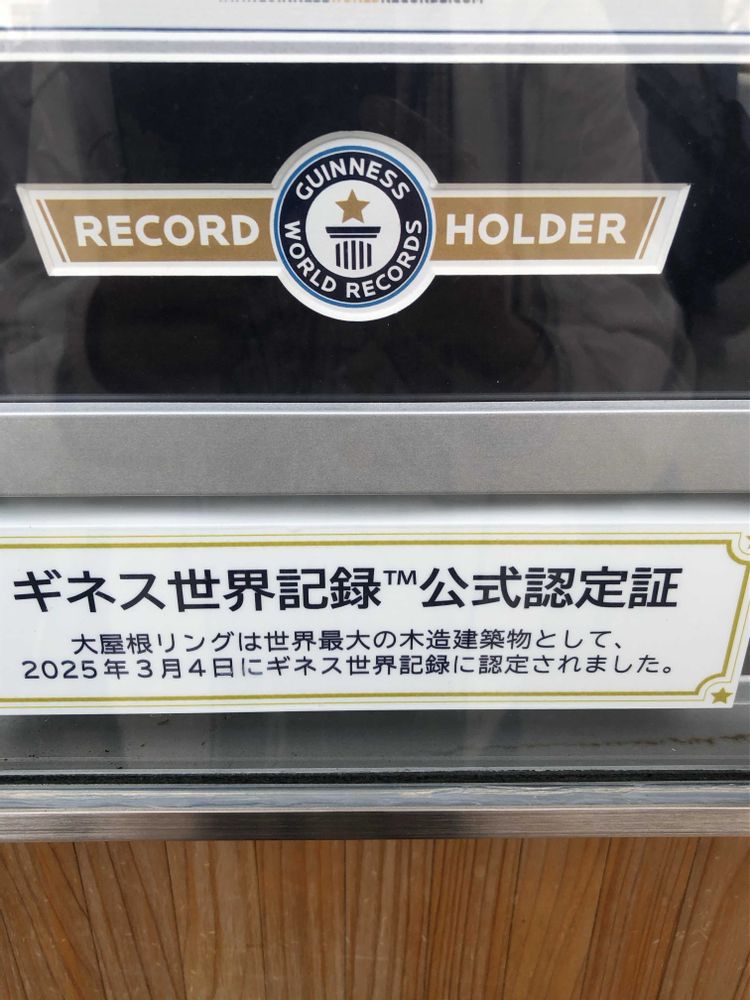 RECORD HOLDER
GUINNESS
WORLD RECORDS
ギネス世界記録™公式認定証
大屋根リングは世界最大の木造建築物として、
2025年3月4日にギネス世界記録に認定されました。